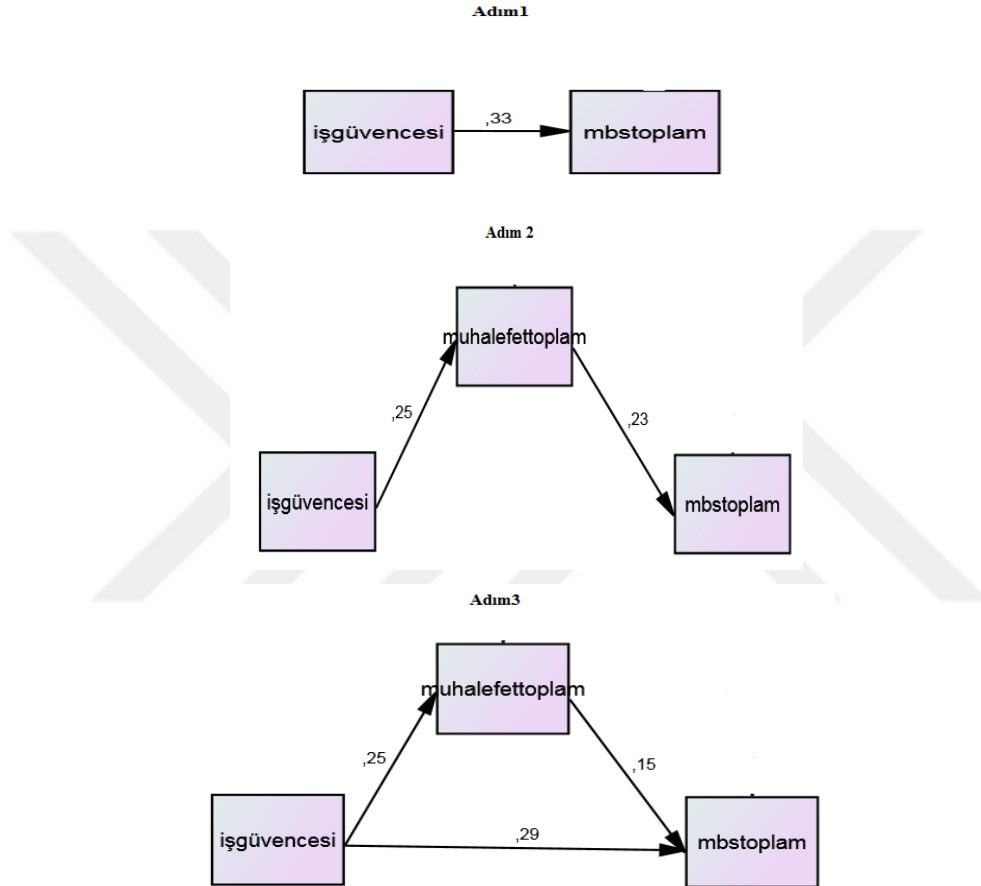 Adım1
işgüvencesi
,33
mbstoplam
Adım 2
muhalefettoplam
,25
,23
işgüvencesi
mbstoplam
Adım3
muhalefettoplam
,25
,15
işgüvencesi
,29
mbstoplam